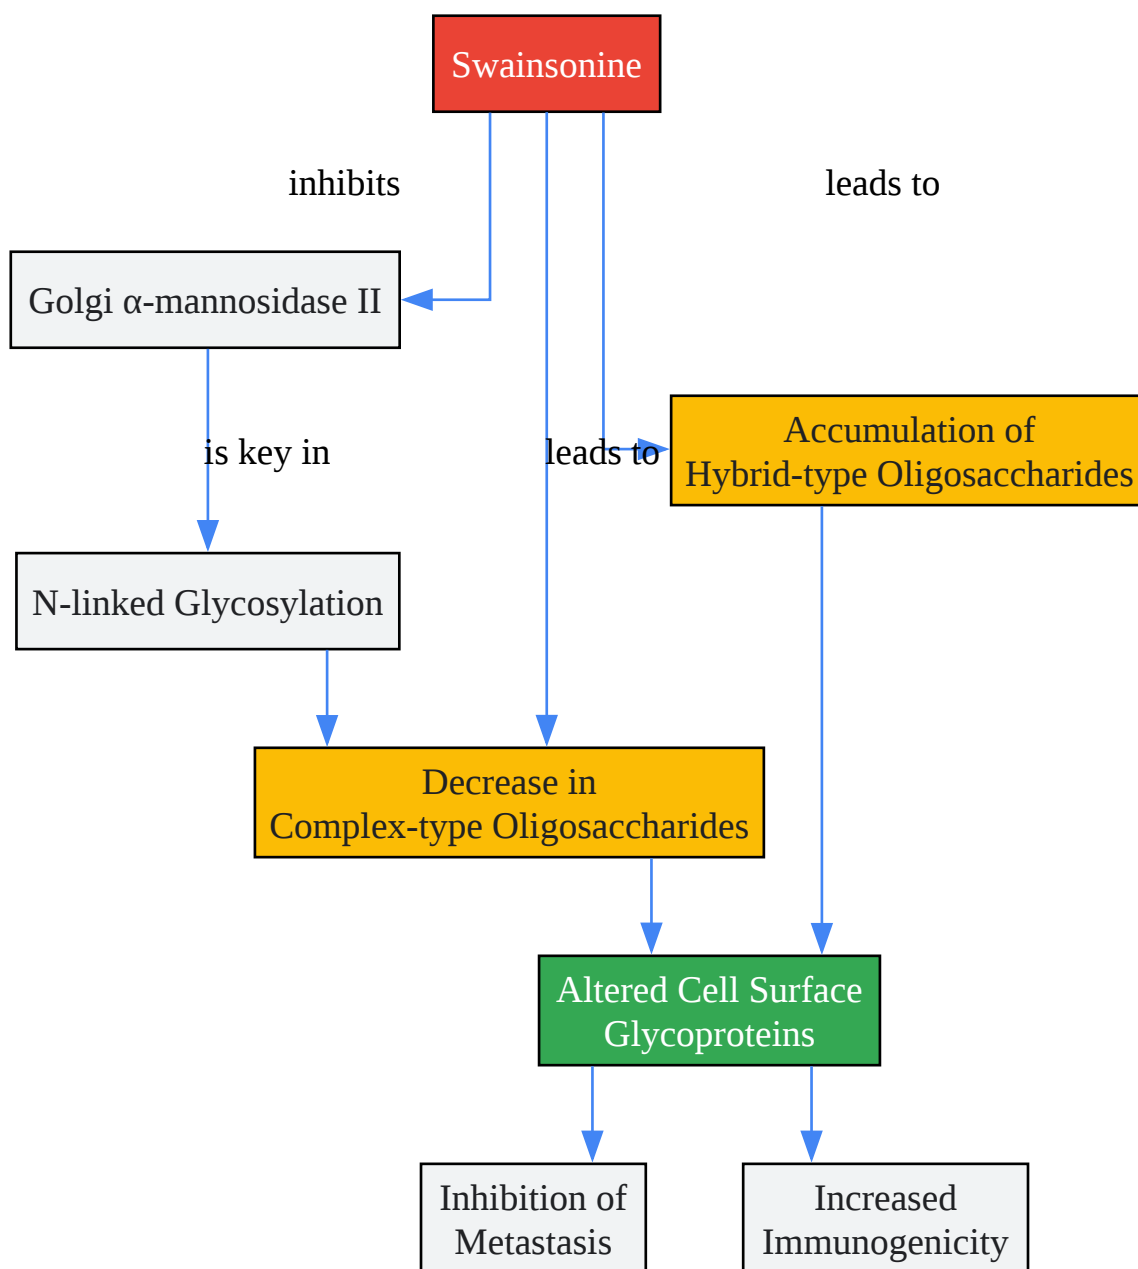 Swainsonine
inhibits
leads to
Golgi α-mannosidase II
Accumulation of
Hybrid-type Oligosaccharides
is key in
leads to
N-linked Glycosylation
Decrease in
Complex-type Oligosaccharides
Altered Cell Surface
Glycoproteins
Inhibition of
Metastasis
Increased
Immunogenicity